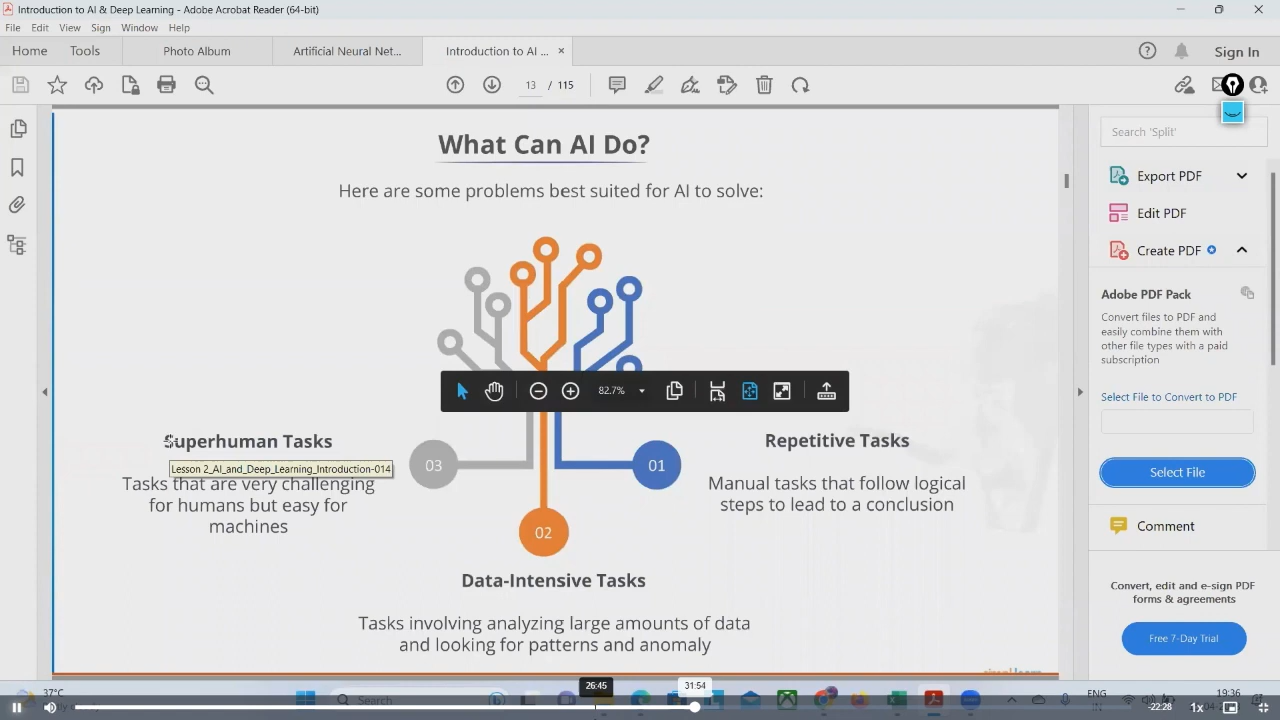 Introduction to AI & Deep Learning - Adobe Acrobat Reader (64-bit)
File Edit View Sign Window Help
Home Tools Photo Album Artificial Neural Net... Introduction to AI ... × Sign In
13 / 115
What Can AI Do?
Here are some problems best suited for AI to solve:
82.7%
Superhuman Tasks
Lesson 2_AI_and_Deep_Learning_Introduction-014
Tasks that are very challenging
for humans but easy for
machines
03
01
02
Repetitive Tasks
Manual tasks that follow logical
steps to lead to a conclusion
Data-Intensive Tasks
Tasks involving analyzing large amounts of data
and looking for patterns and anomaly
Search 'Split'
Export PDF
Edit PDF
Create PDF
Adobe PDF Pack
Convert files to PDF and
easily combine them with
other file types with a paid
subscription
Select File to Convert to PDF
Select File
Comment
Convert, edit and e-sign PDF
forms & agreements
Free 7-Day Trial
37°C
Search
26:45
31:54
ENG
19:36
-22:28
1x